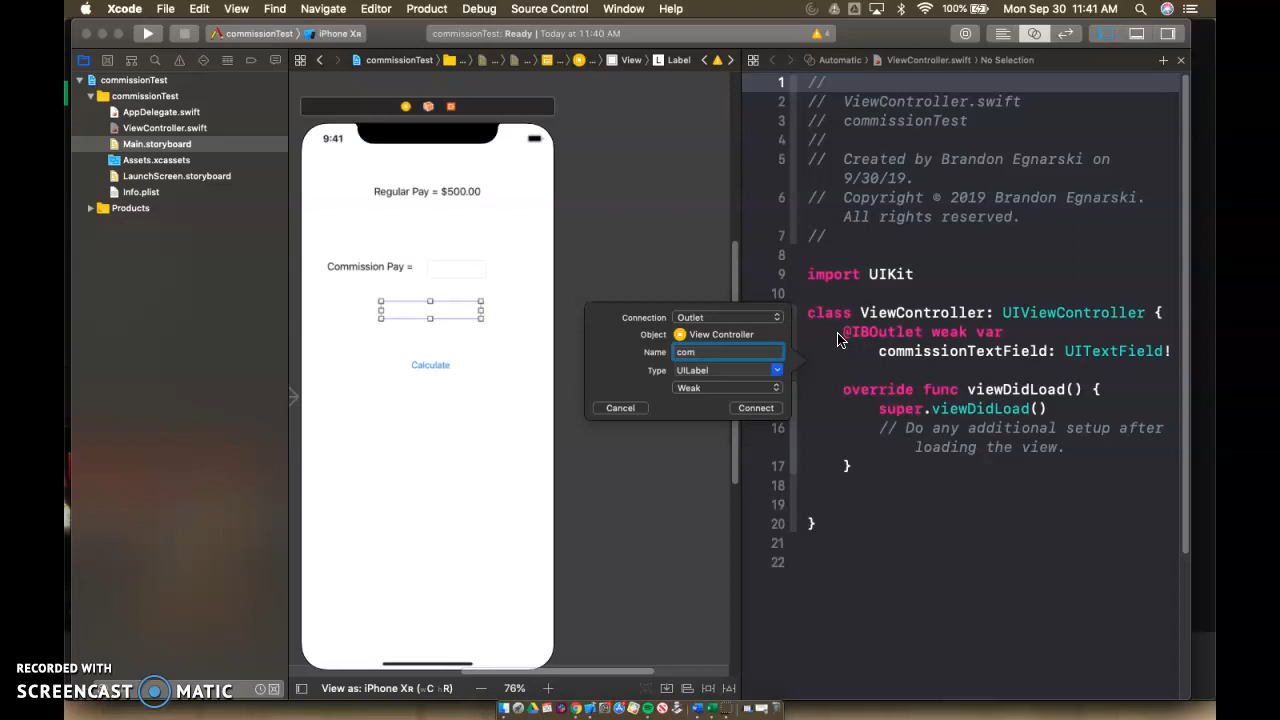 Xcode File Edit View Find Navigate Editor Product Debug Source Control Window Help 100% Mon Sep 30 11:41 AM
commissionTest iPhone XR commissionTest: Ready | Today at 11:40 AM 4
commissionTest ... ... ... ... ... View L Label Automatic ViewController.swift No Selection
commissionTest
commissionTest
AppDelegate.swift
ViewController.swift
Main.storyboard
Assets.xcassets
LaunchScreen.storyboard
Info.plist
Products
9:41
Regular Pay = $500.00
Commission Pay =
Calculate
Connection Outlet
Object View Controller
Name com
Type UILabel
Weak
Cancel Connect
1 //
2 // ViewController.swift
3 // commissionTest
4 //
5 // Created by Brandon Egnarski on
9/30/19.
6 // Copyright © 2019 Brandon Egnarski.
All rights reserved.
7 //
8
9 import UIKit
10
class ViewController: UIViewController {
@IBOutlet weak var
commissionTextField: UITextField!
override func viewDidLoad() {
super.viewDidLoad()
16 // Do any additional setup after
loading the view.
17 }
18
19
20 }
21
22
View as: iPhone XR (wC hR) — 76% +
RECORDED WITH
SCREENCAST MATIC